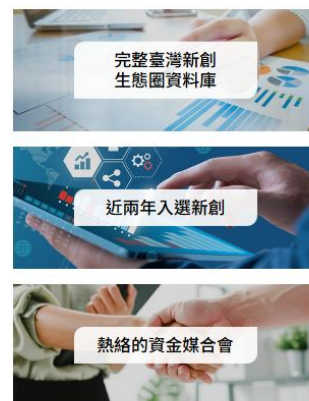 完整臺灣新創
生態圈資料庫
近兩年入選新創
熱絡的資金媒合會